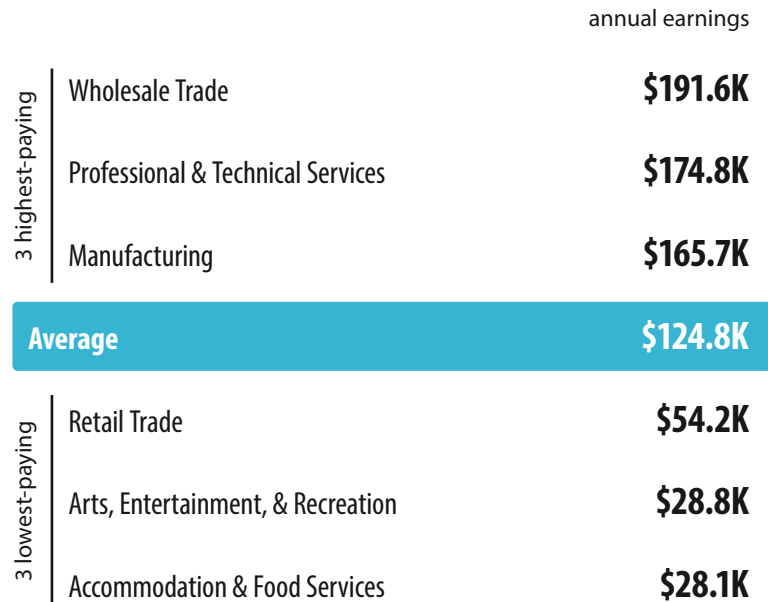 annual earnings
3 highest-paying
Wholesale Trade $191.6K
Professional & Technical Services $174.8K
Manufacturing $165.7K
Average $124.8K
3 lowest-paying
Retail Trade $54.2K
Arts, Entertainment, & Recreation $28.8K
Accommodation & Food Services $28.1K